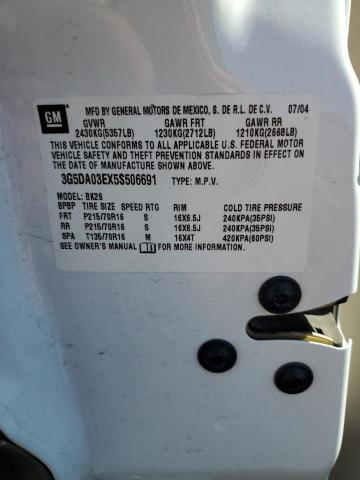 GM
MFD BY GENERAL MOTORS DE MEXICO, S. DE R.L. DE C.V. 07/04
GVWR GAWR FRT GAWR RR
2430KG(5357LB) 1230KG(2712LB) 1210KG(2668LB)
THIS VEHICLE CONFORMS TO ALL APPLICABLE U.S. FEDERAL MOTOR
VEHICLE SAFETY, BUMPER, AND THEFT PREVENTION
STANDARDS IN EFFECT ON
THE DATE OF MANUFACTURE SHOWN ABOVE.
3G5DA03EX5S506691 TYPE: M.P.V.
MODEL: BK26
BPBP TIRE SIZE SPEED RTG RIM COLD TIRE PRESSURE
FRT P215/70R16 S 16X6.5J 240KPA(35PSI)
RR P215/70R16 S 16X6.5J 240KPA(35PSI)
SPA T135/70R16 M 16X4T 420KPA(60PSI)
SEE OWNER'S MANUAL FOR MORE INFORMATION.